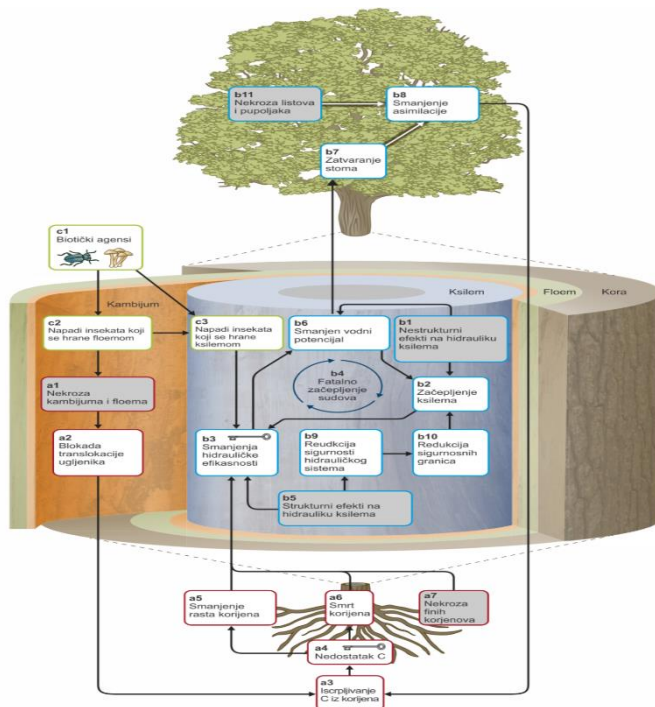 b11
Nekroza listova
i pupoljaka
b8
Smanjenje
asimilacije
b7
Zatvaranje
stoma
c1
Biotički agensi
Kambijum
Ksilem
Floem
Kora
c2
Napadi insekata koji
se hrane floemom
c3
Napadi insekata
koji se hrane
ksilemom
b6
Smanjen vodni
potencijal
b1
Nestrukturni
efekti na hidrauliku
ksilema
a1
Nekroza
kambijuma i floema
b4
Fatalno
začepljenje
sudova
b2
Začepljenje
ksilema
a2
Blokada
translokacije
ugljenika
b3
Smanjenja
hidrauličke
efikasnosti
b9
Reudkcija
sigurnosti
hidrauličkog
sistema
b10
Redukcija
sigurnosnih
granica
b5
Strukturni efekti na
hidrauliku ksilema
a5
Smanjenje
rasta korijena
a6
Smrt
korijena
a7
Nekroza
finih
korjenova
a4
Nedostatak C
a3
Iscrpljivanje
C iz korijena